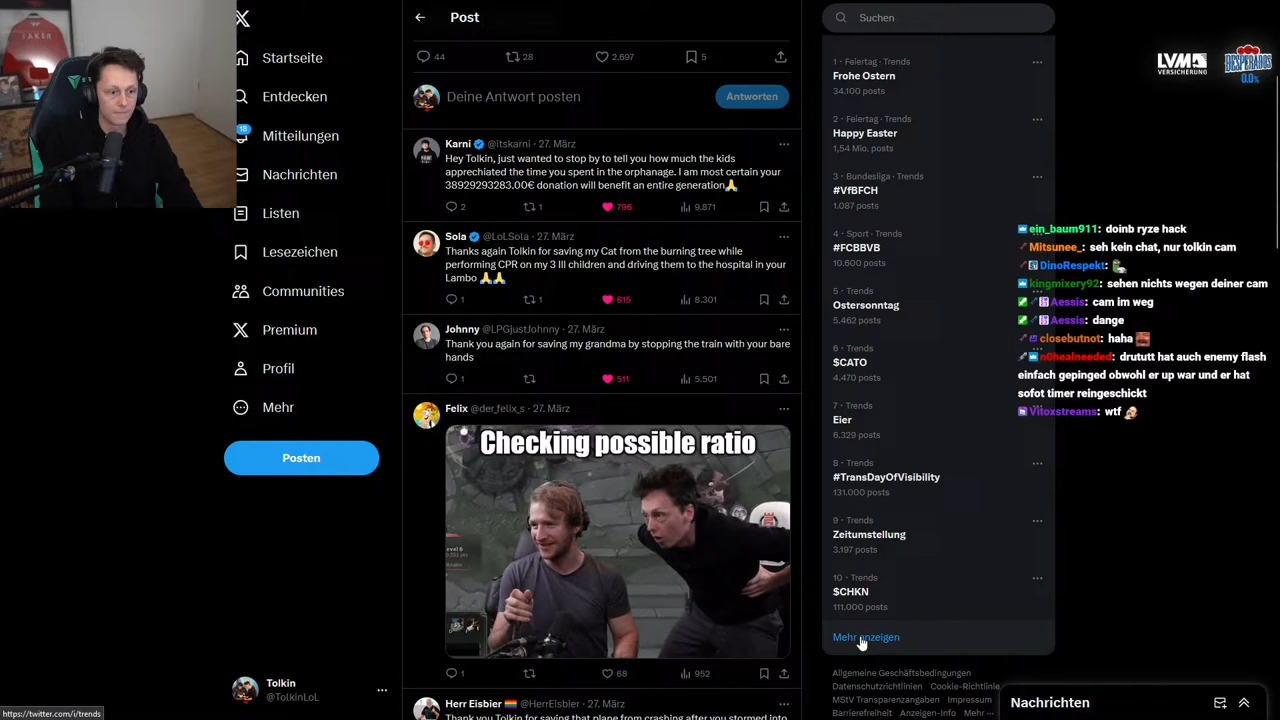 Startseite
Entdecken
18
Mitteilungen
Nachrichten
Listen
Lesezeichen
Communities
Premium
Profil
Mehr
Posten
Tolkin
@TolkinLoL
https://twitter.com/i/trends
Post
44 28 2.697 5
Deine Antwort posten
Antworten
Karni @itskarni · 27. März
Hey Tolkin, just wanted to stop by to tell you how much the kids
apprechiated the time you spent in the orphanage. I am most certain your
38929293283.00€ donation will benefit an entire generation🙏
2 1 796 9.871
Sola @LoLSola · 27. März
Thanks again Tolkin for saving my Cat from the burning tree while
performing CPR on my 3 Ill children and driving them to the hospital in your
Lambo 🙏🙏
1 1 815 8.301
Johnny @LPGjustJohnny · 27. März
Thank you again for saving my grandma by stopping the train with your bare
hands
1 511 5.501
Felix @der_felix_s · 27. März
Checking possible ratio
1 68 952
Herr Eisbier 🏳️‍🌈 @HerrEisbier · 27. März
Thank you Tolkin for saving that plane from crashing after you stormed into
Suchen
1 · Feiertag · Trends
Frohe Ostern
34.100 posts
2 · Feiertag · Trends
Happy Easter
1,54 Mio. posts
3 · Bundesliga · Trends
#VfBFCH
1.087 posts
4 · Sport · Trends
#FCBBVB
10.600 posts
5 · Trends
Ostersonntag
5.462 posts
6 · Trends
$CATO
4.470 posts
7 · Trends
Eier
6.329 posts
8 · Trends
#TransDayOfVisibility
131.000 posts
9 · Trends
Zeitumstellung
3.197 posts
10 · Trends
$CHKN
111.000 posts
Mehr anzeigen
Allgemeine Geschäftsbedingungen
Datenschutzrichtlinien Cookie-Richtlinie
MStV Transparenzangaben Impressum
Barrierefreiheit Anzeigen-Info Mehr ···
Nachrichten
LVM
VERSICHERUNG
DESPERADOS
0.0%
ein_baum911: doinb ryze hack
Mitsunee_: seh kein chat, nur tolkin cam
DinoRespekt:
kingmixery92: sehen nichts wegen deiner cam
Aessis: cam im weg
Aessis: dange
closebutnot: haha
n0healneeded: drututt hat auch enemy flash
einfach gepinged obwohl er up war und er hat
sofot timer reingeschickt
Vitoxstreams: wtf